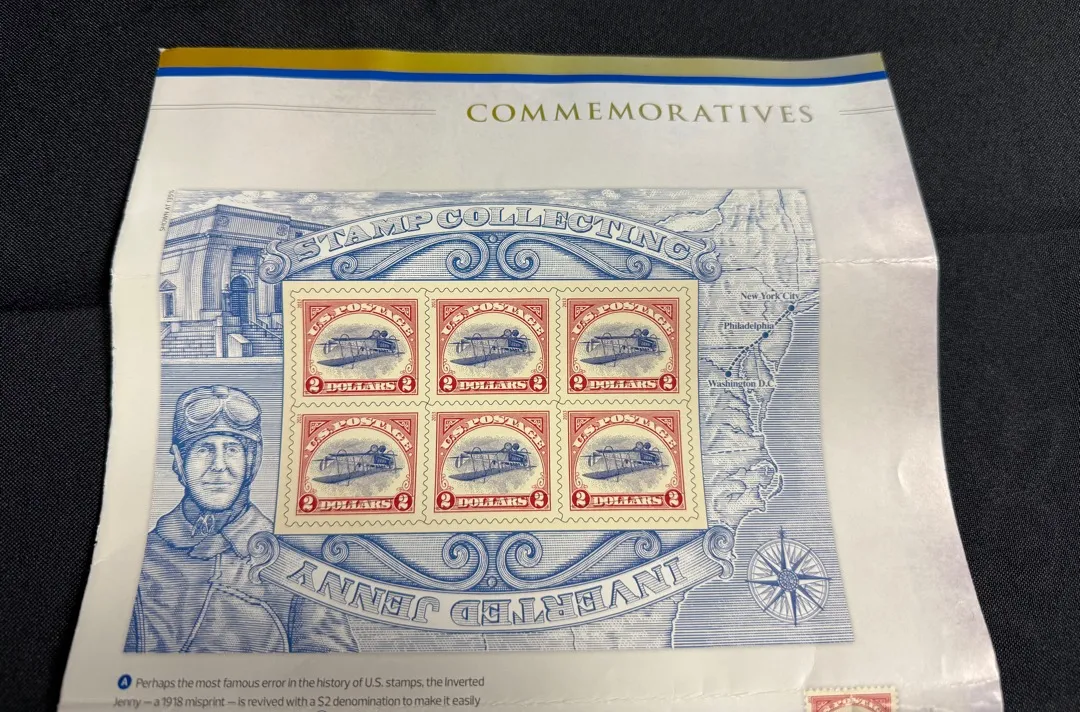 COMMEMORATIVES
SHOWN AT 59%
STAMP COLLECTING
New York City
Philadelphia
Washington D.C.
U.S. POSTAGE
U.S. POSTAGE
U.S. POSTAGE
2 DOLLARS 2
2 DOLLARS 2
2 DOLLARS 2
U.S. POSTAGE
U.S. POSTAGE
U.S. POSTAGE
2 DOLLARS 2
2 DOLLARS 2
2 DOLLARS 2
INVERTED JENNY
A Perhaps the most famous error in the history of U.S. stamps, the Inverted
Jenny — a 1918 misprint — is revived with a $2 denomination to make it easily